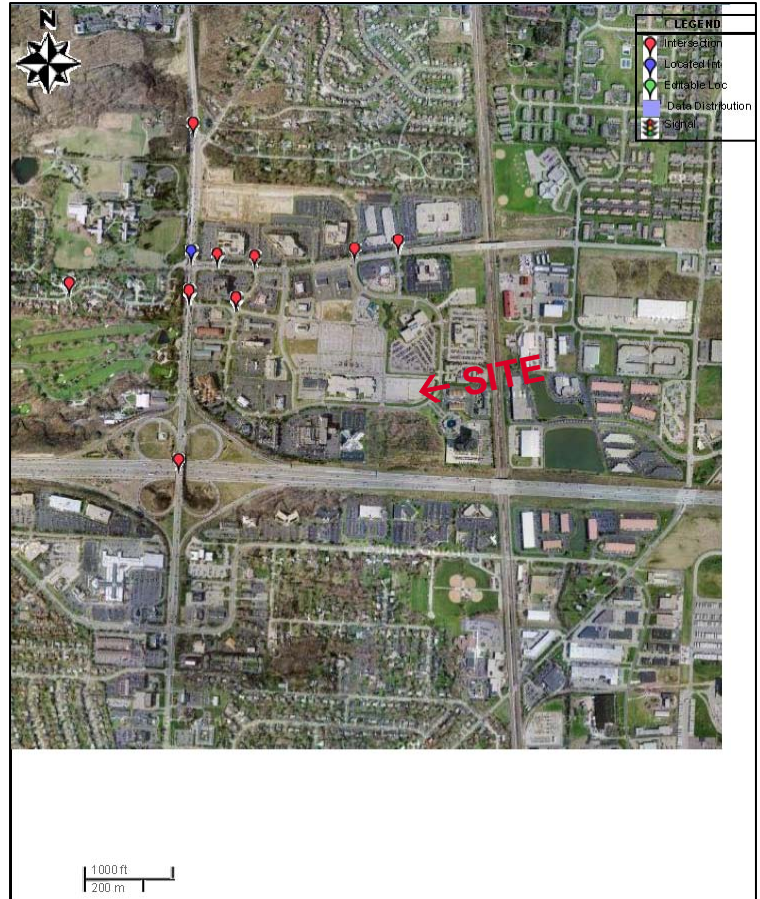 N
LEGEND
Intersection
Located Int
Editable Loc
Data Distribution
Signal
SITE
1000 ft
200 m